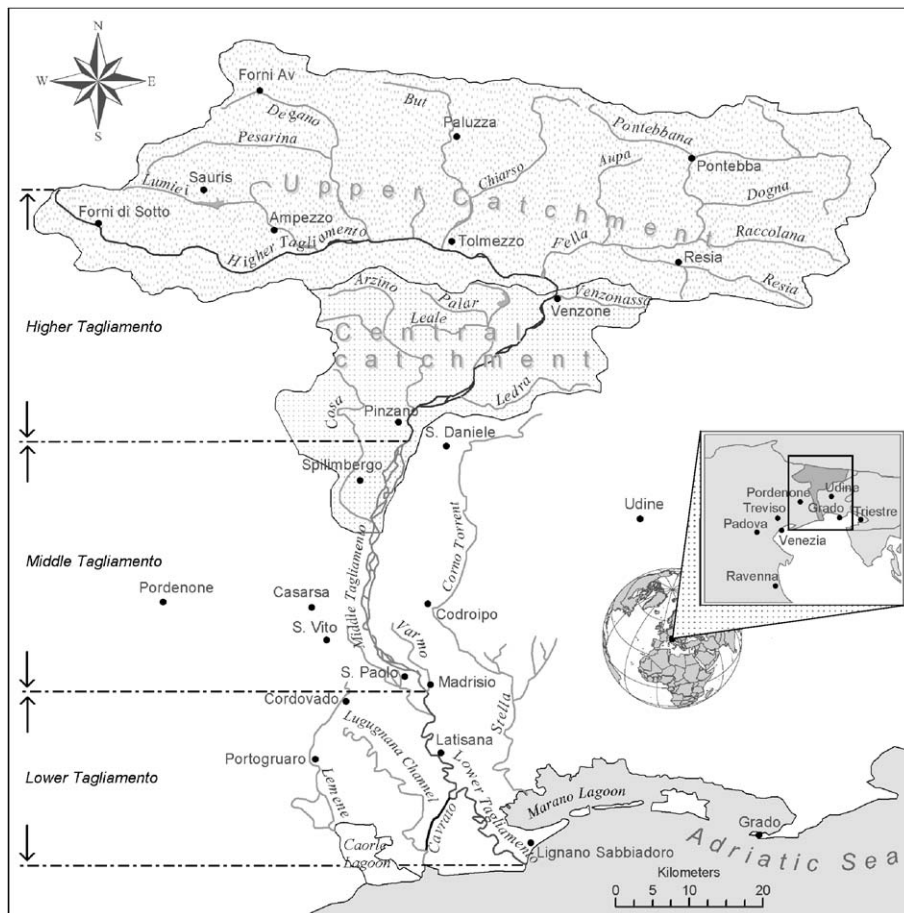 N
W E
S
Forni Av
Degano
But
Paluzza
Pesarina
Pontebbana
Pontebba
Aupa
Chiarso
Sauris
Lumiei
Upper Catchment
Dogna
Forni di Sotto
Ampezzo
Higher Tagliamento
Tolmezzo
Fella
Raccolana
Resia
Resia
Arzino
Palar
Venzonassa
Venzone
Leale
Higher Tagliamento
Central
catchment
Cosa
Ledra
Pinzano
S. Daniele
Spilimbergo
Udine
Pordenone
Udine
Treviso
Grado
Triestre
Padova
Venezia
Ravenna
Middle Tagliamento
Middle Tagliamento
Corno Torrent
Pordenone
Casarsa
Codroipo
S. Vito
Varmo
S. Paolo
Madrisio
Cordovado
Stella
Lugugnana Channel
Latisana
Portogruaro
Lower Tagliamento
Lower Tagliamento
Lemene
Marano Lagoon
Cavrato
Caorle
Lagoon
Grado
Lignano Sabbiadoro
Adriatic Sea
Kilometers
0 5 10 20